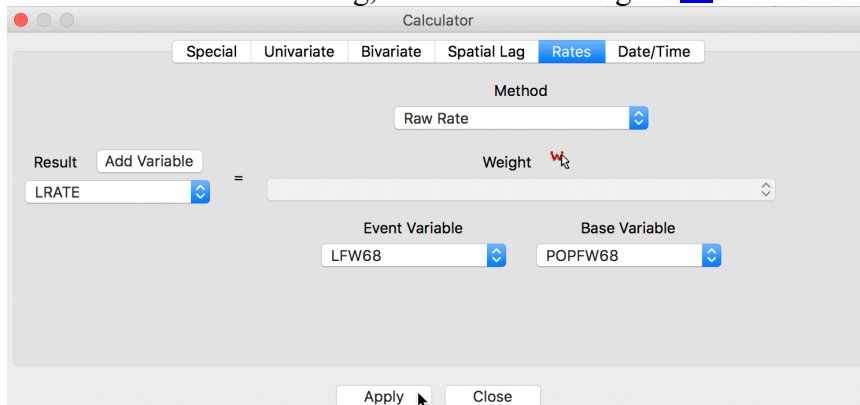 Calculator
Special Univariate Bivariate Spatial Lag Rates Date/Time
Method
Raw Rate
Result Add Variable = Weight
LRATE
Event Variable Base Variable
LFW68 POPFW68
Apply Close